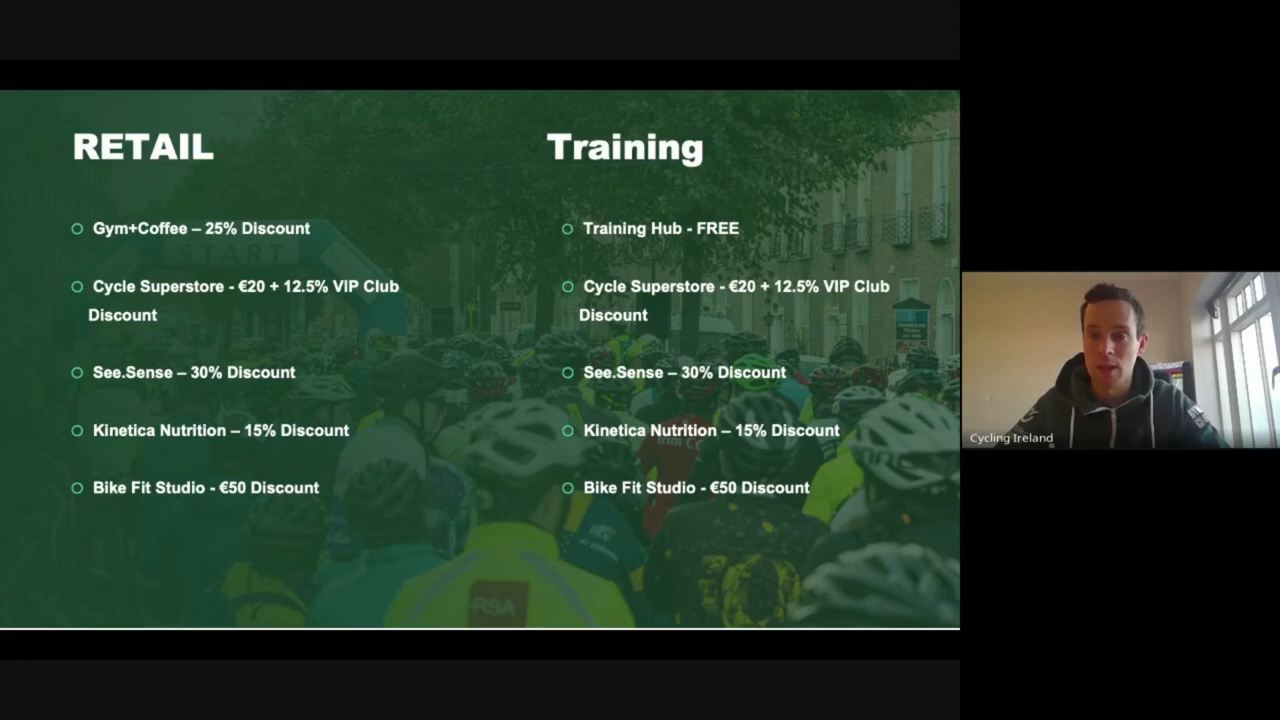 RETAIL
Gym+Coffee – 25% Discount
Cycle Superstore - €20 + 12.5% VIP Club
Discount
See.Sense – 30% Discount
Kinetica Nutrition – 15% Discount
Bike Fit Studio - €50 Discount
Training
Training Hub - FREE
Cycle Superstore - €20 + 12.5% VIP Club
Discount
See.Sense – 30% Discount
Kinetica Nutrition – 15% Discount
Bike Fit Studio - €50 Discount
START
RSA
Cycling Ireland